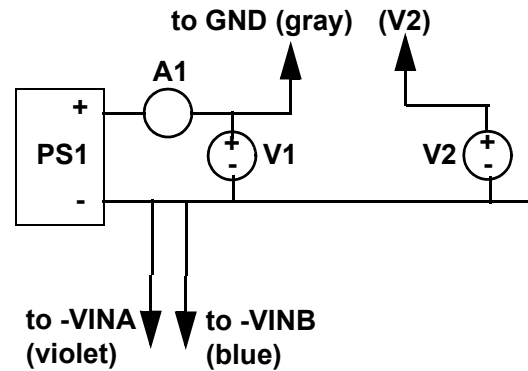 to GND (gray) (V2)
A1
+
PS1
-
+
-
V1
V2
+
-
to -VINA
(violet)
to -VINB
(blue)